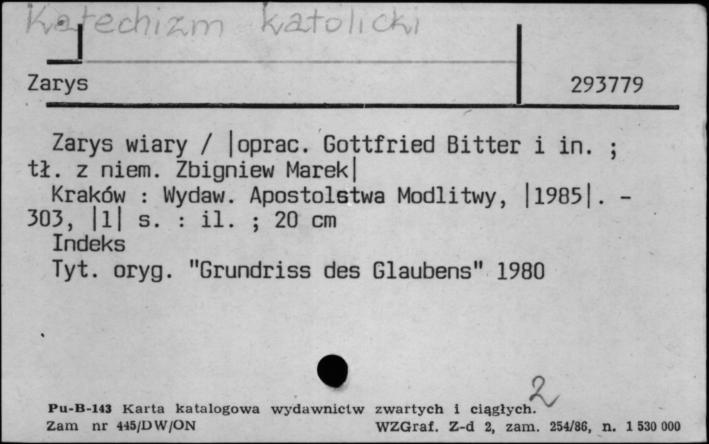 Katechizm katolicki
Zarys 293779
Zarys wiary / |oprac. Gottfried Bitter i in. ;
tł. z niem. Zbigniew Marek|
Kraków : Wydaw. Apostolstwa Modlitwy, |1985|. -
303, |1| s. : il. ; 20 cm
Indeks
Tyt. oryg. "Grundriss des Glaubens" 1980
2
Pu-B-143 Karta katalogowa wydawnictw zwartych i ciągłych.
Zam nr 445/DW/ON WZGraf. Z-d 2, zam. 254/86, n. 1 530 000